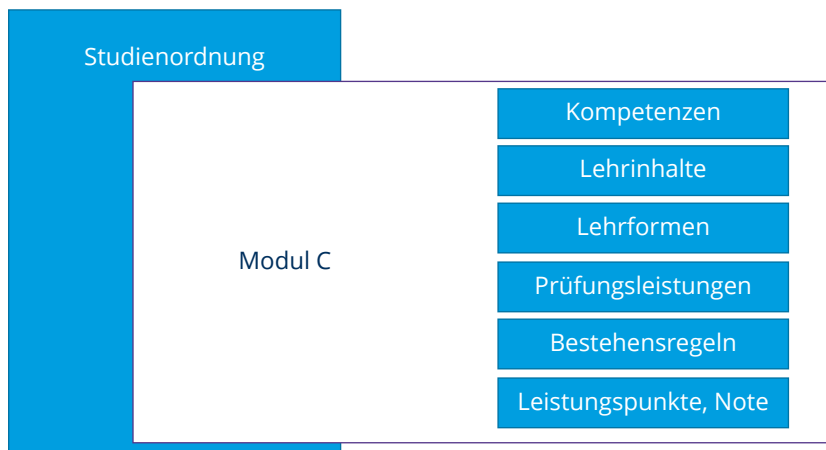 Studienordnung
Kompetenzen
Lehrinhalte
Lehrformen
Modul C
Prüfungsleistungen
Bestehensregeln
Leistungspunkte, Note